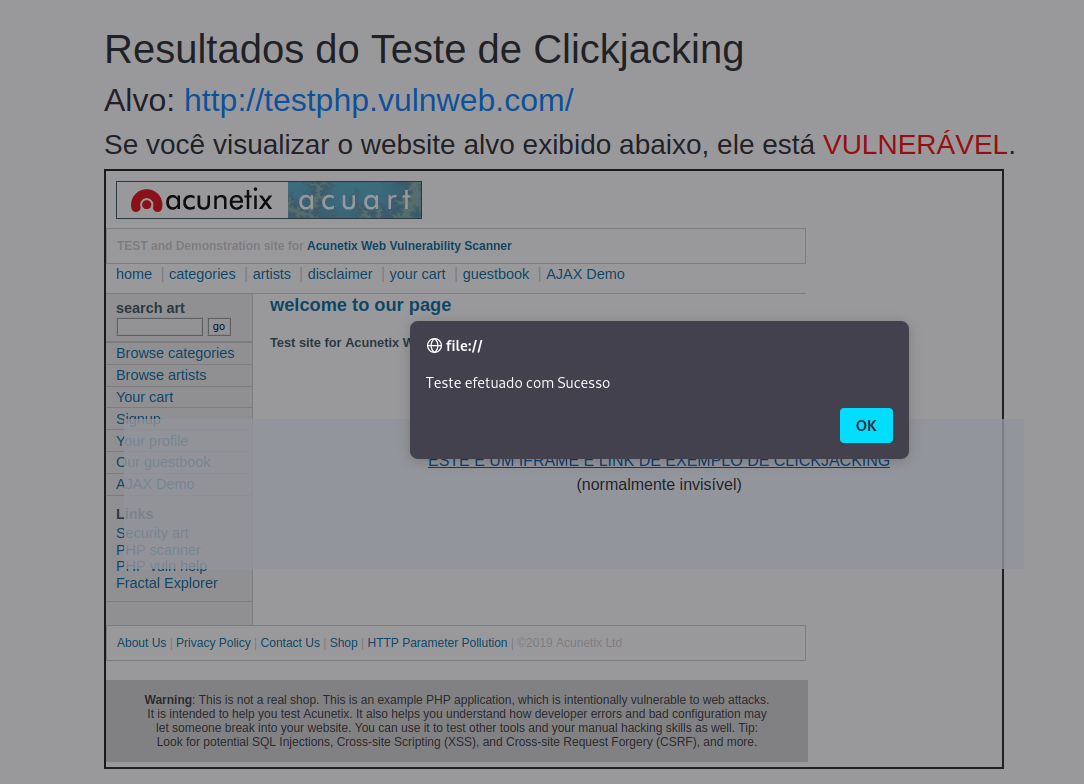 Resultados do Teste de Clickjacking
Alvo: http://testphp.vulnweb.com/
Se você visualizar o website alvo exibido abaixo, ele está VULNERÁVEL.
acunetix acuart
TEST and Demonstration site for Acunetix Web Vulnerability Scanner
home | categories | artists | disclaimer | your cart | guestbook | AJAX Demo
search art
go
Browse categories
Browse artists
Your cart
Signup
Your profile
Our guestbook
AJAX Demo
Links
Security art
PHP scanner
PHP vuln help
Fractal Explorer
welcome to our page
Test site for Acunetix
file://
Teste efetuado com Sucesso
OK
ESTE É UM IFRAME E LINK DE EXEMPLO DE CLICKJACKING
(normalmente invisível)
About Us | Privacy Policy | Contact Us | Shop | HTTP Parameter Pollution | ©2019 Acunetix Ltd
Warning: This is not a real shop. This is an example PHP application, which is intentionally vulnerable to web attacks.
It is intended to help you test Acunetix. It also helps you understand how developer errors and bad configuration may
let someone break into your website. You can use it to test other tools and your manual hacking skills as well. Tip:
Look for potential SQL Injections, Cross-site Scripting (XSS), and Cross-site Request Forgery (CSRF), and more.